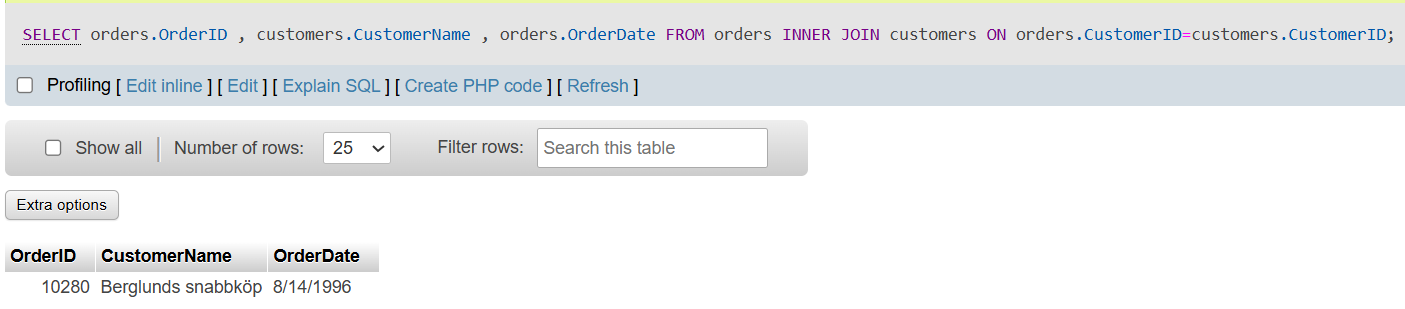 SELECT orders.OrderID , customers.CustomerName , orders.OrderDate FROM orders INNER JOIN customers ON orders.CustomerID=customers.CustomerID;
Profiling [ Edit inline ] [ Edit ] [ Explain SQL ] [ Create PHP code ] [ Refresh ]
Show all Number of rows: 25 Filter rows: Search this table
Extra options
OrderID CustomerName OrderDate
10280 Berglunds snabbköp 8/14/1996